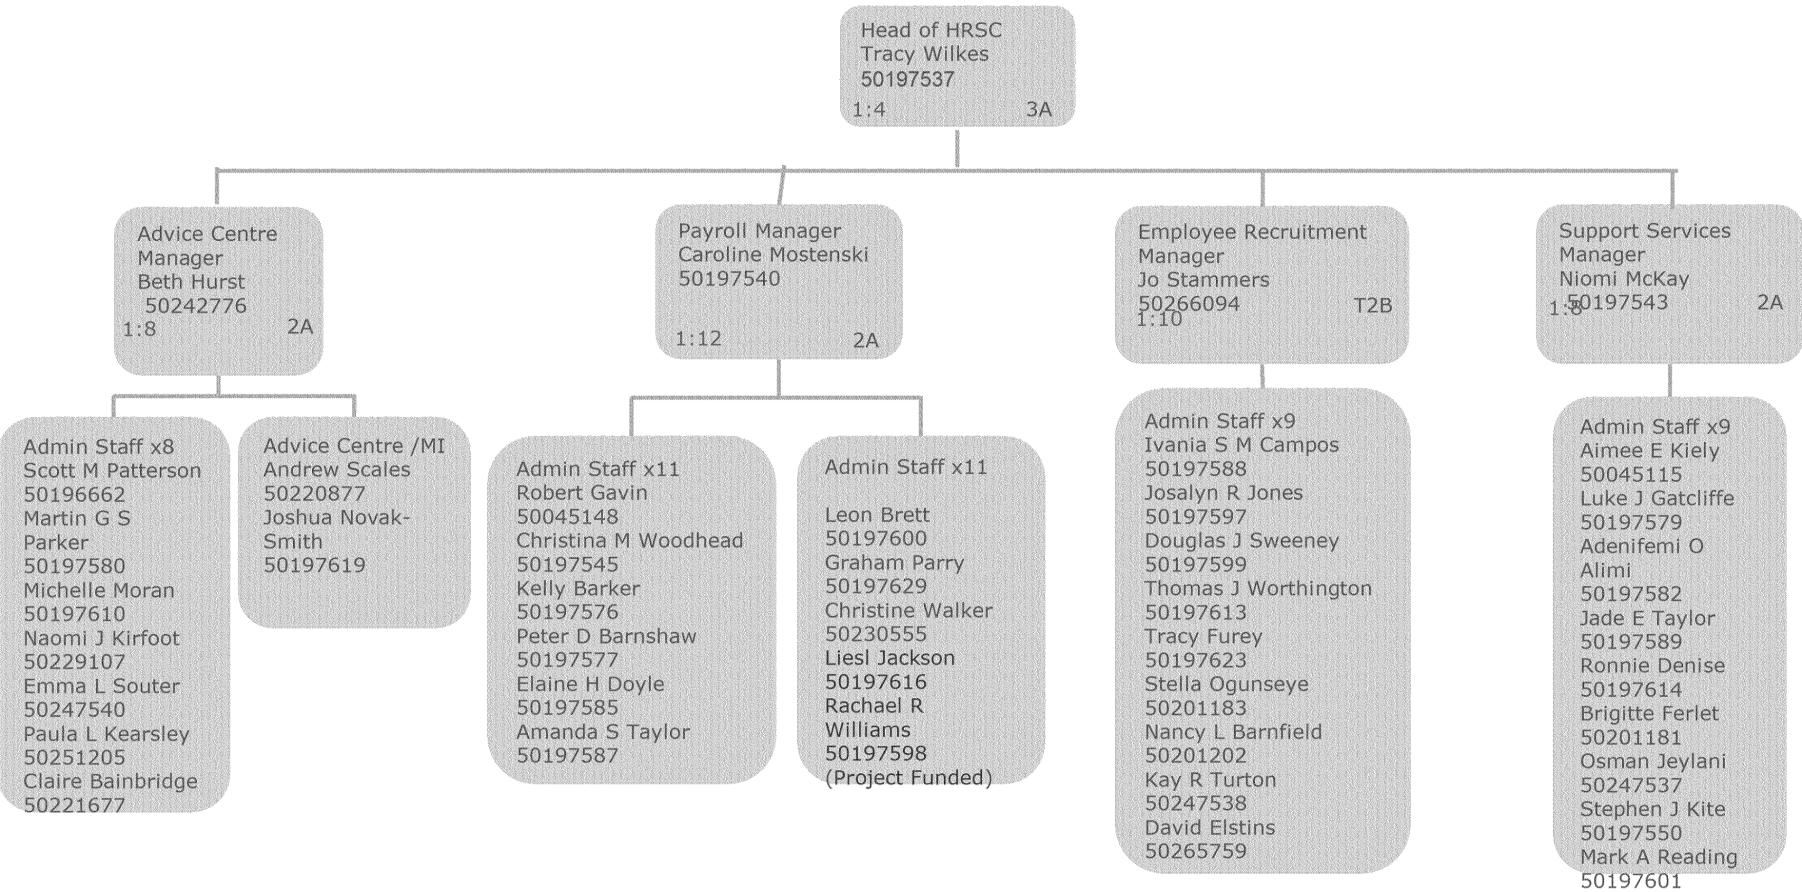 Head of HRSC
Tracy Wilkes
50197537
1:4 3A
Advice Centre
Manager
Beth Hurst
50242776
1:8 2A
Payroll Manager
Caroline Mostenski
50197540
1:12 2A
Employee Recruitment
Manager
Jo Stammers
50266094 T2B
1:10
Support Services
Manager
Niomi McKay
1:8 50197543 2A
Admin Staff x8
Scott M Patterson
50196662
Martin G S
Parker
50197580
Michelle Moran
50197610
Naomi J Kirfoot
50229107
Emma L Souter
50247540
Paula L Kearsley
50251205
Claire Bainbridge
50221677
Advice Centre /MI
Andrew Scales
50220877
Joshua Novak-
Smith
50197619
Admin Staff x11
Robert Gavin
50045148
Christina M Woodhead
50197545
Kelly Barker
50197576
Peter D Barnshaw
50197577
Elaine H Doyle
50197585
Amanda S Taylor
50197587
Admin Staff x11
Leon Brett
50197600
Graham Parry
50197629
Christine Walker
50230555
Liesl Jackson
50197616
Rachael R
Williams
50197598
(Project Funded)
Admin Staff x9
Ivania S M Campos
50197588
Josalyn R Jones
50197597
Douglas J Sweeney
50197599
Thomas J Worthington
50197613
Tracy Furey
50197623
Stella Ogunseye
50201183
Nancy L Barnfield
50201202
Kay R Turton
50247538
David Elstins
50265759
Admin Staff x9
Aimee E Kiely
50045115
Luke J Gatcliffe
50197579
Adenifemi O
Alimi
50197582
Jade E Taylor
50197589
Ronnie Denise
50197614
Brigitte Ferlet
50201181
Osman Jeylani
50247537
Stephen J Kite
50197550
Mark A Reading
50197601